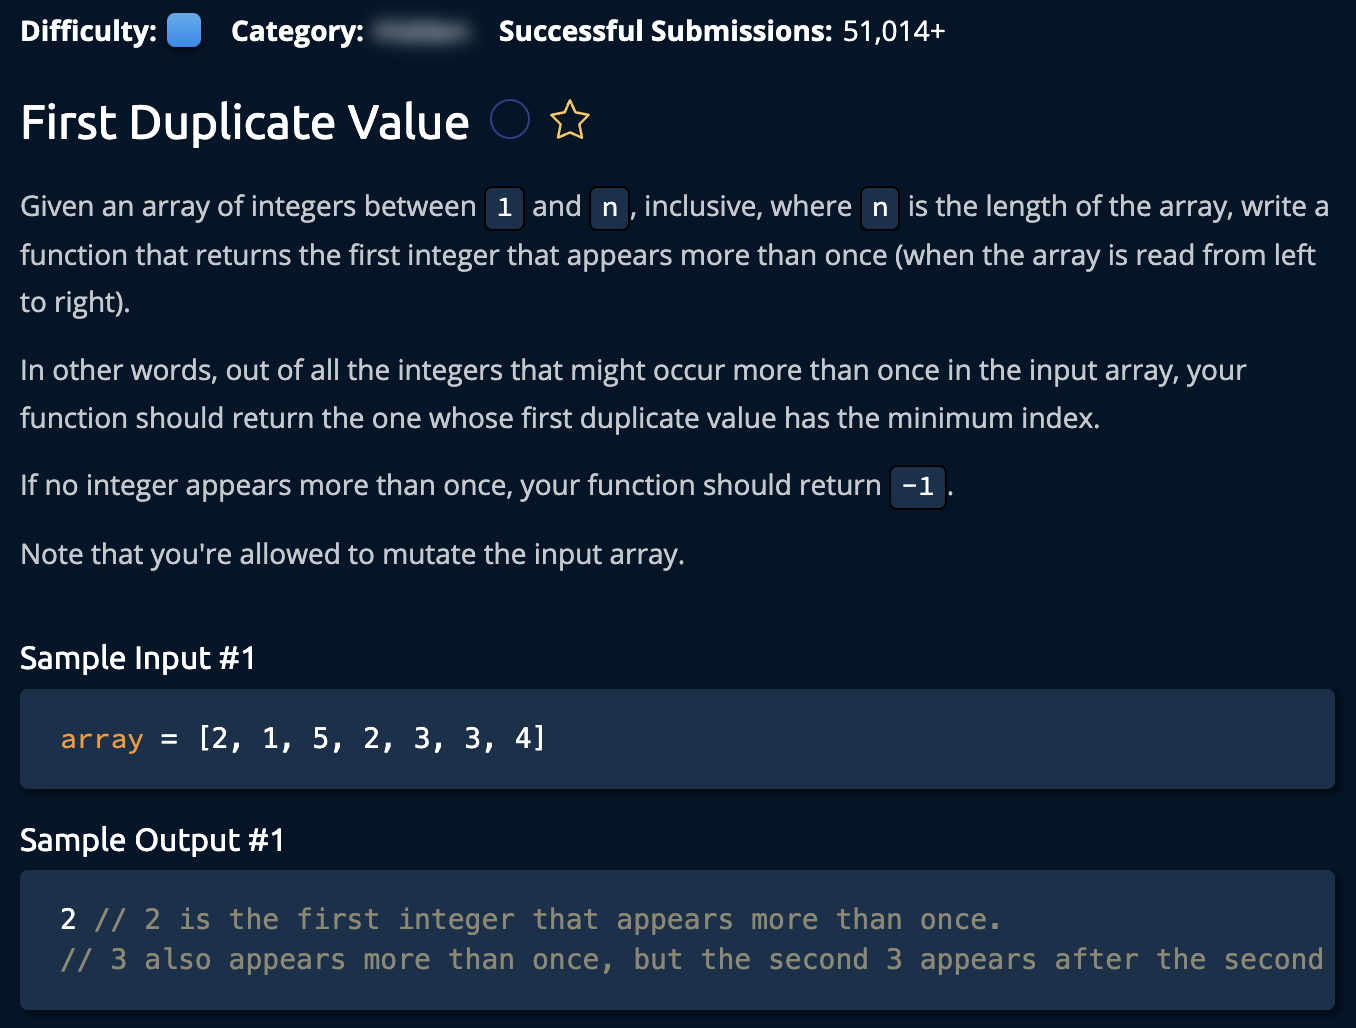 Difficulty: Category: Successful Submissions: 51,014+
First Duplicate Value
Given an array of integers between 1 and n, inclusive, where n is the length of the array, write a
function that returns the first integer that appears more than once (when the array is read from left
to right).
In other words, out of all the integers that might occur more than once in the input array, your
function should return the one whose first duplicate value has the minimum index.
If no integer appears more than once, your function should return -1.
Note that you're allowed to mutate the input array.
Sample Input #1
array = [2, 1, 5, 2, 3, 3, 4]
Sample Output #1
2 // 2 is the first integer that appears more than once.
// 3 also appears more than once, but the second 3 appears after the second